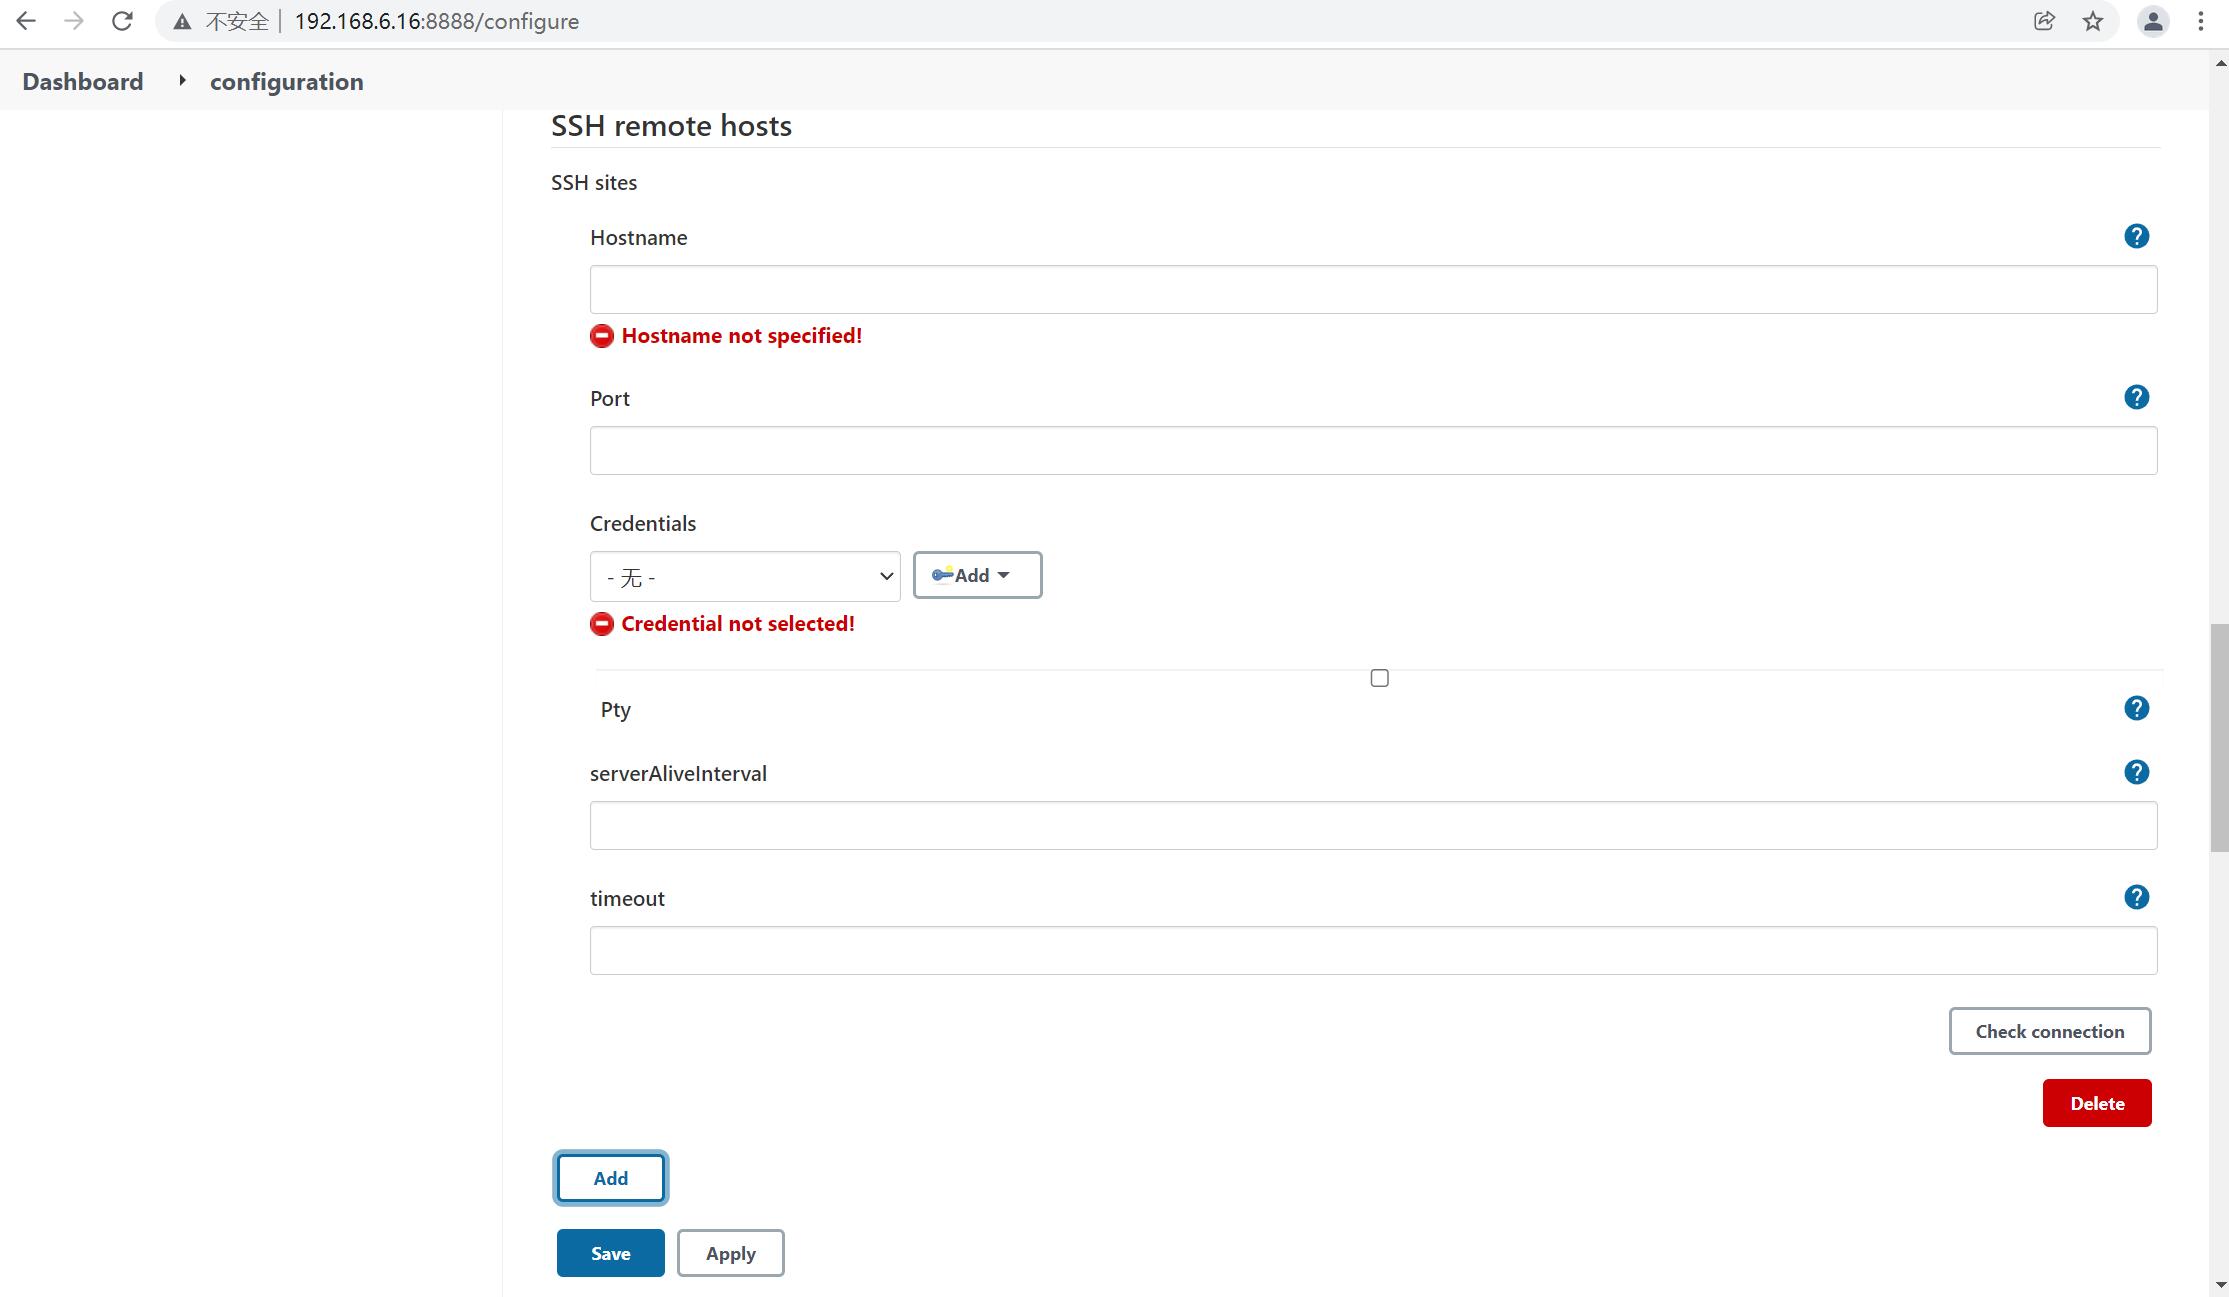 不安全 192.168.6.16:8888/configure
Dashboard configuration
SSH remote hosts
SSH sites
Hostname
Hostname not specified!
Port
Credentials
- 无 - Add
Credential not selected!
Pty
serverAliveInterval
timeout
Check connection
Delete
Add
Save Apply